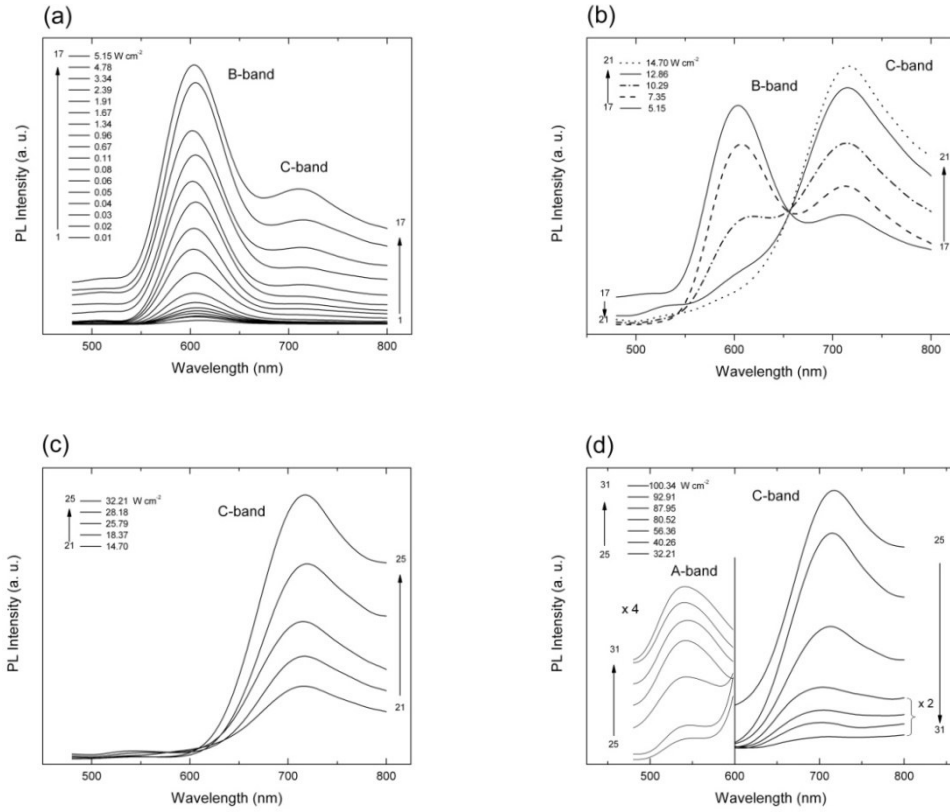 (a)
17
5.15 W cm-2
4.78
3.34
2.39
1.91
1.67
1.34
0.96
0.67
0.11
0.08
0.06
0.05
0.04
0.03
0.02
1
0.01
B-band
C-band
17
1
PL Intensity (a. u.)
500 600 700 800
Wavelength (nm)
(b)
21
14.70 W cm-2
12.86
10.29
7.35
17
5.15
B-band
C-band
21
17
17
21
PL Intensity (a. u.)
500 600 700 800
Wavelength (nm)
(c)
25
32.21 W cm-2
28.18
25.79
18.37
21
14.70
C-band
25
21
PL Intensity (a. u.)
500 600 700 800
Wavelength (nm)
(d)
31
100.34 W cm-2
92.91
87.95
80.52
56.36
40.26
25
32.21
C-band
A-band
x 4
31
25
25
x 2
31
PL Intensity (a. u.)
500 600 700 800
Wavelength (nm)